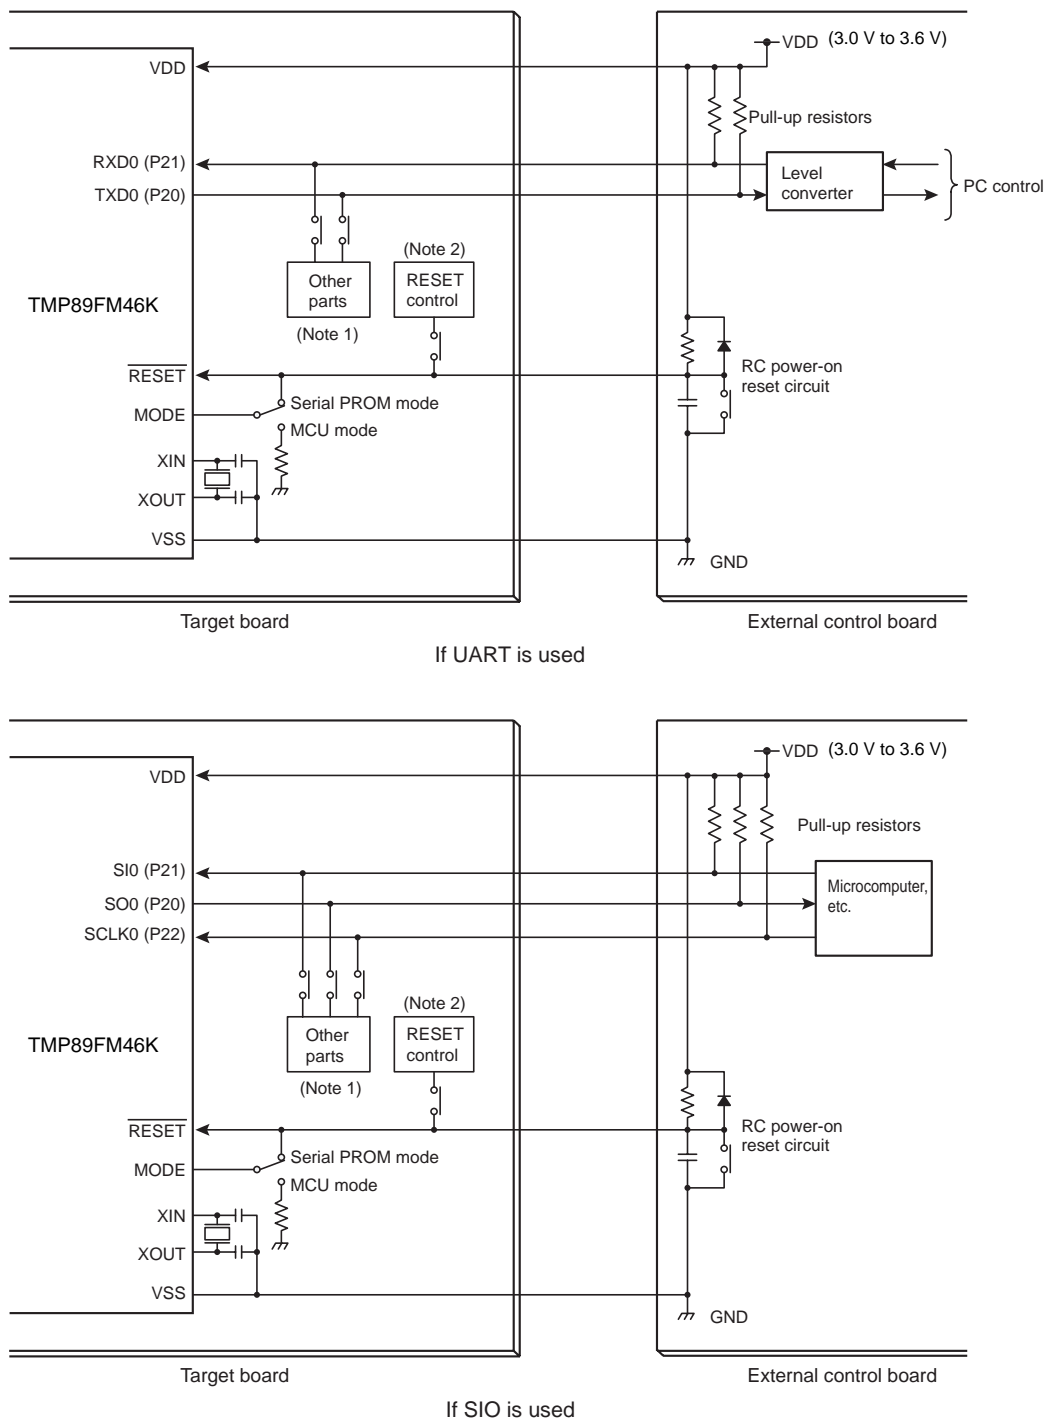 VDD (3.0 V to 3.6 V)
VDD
Pull-up resistors
RXD0 (P21)
TXD0 (P20)
Level
converter
PC control
(Note 2)
Other
parts
RESET
control
TMP89FM46K
(Note 1)
RESET
RC power-on
reset circuit
Serial PROM mode
MODE
MCU mode
XIN
XOUT
VSS
GND
Target board
External control board
If UART is used
VDD (3.0 V to 3.6 V)
VDD
Pull-up resistors
SI0 (P21)
SO0 (P20)
SCLK0 (P22)
Microcomputer,
etc.
(Note 2)
Other
parts
RESET
control
TMP89FM46K
(Note 1)
RESET
RC power-on
reset circuit
Serial PROM mode
MODE
MCU mode
XIN
XOUT
VSS
GND
Target board
External control board
If SIO is used